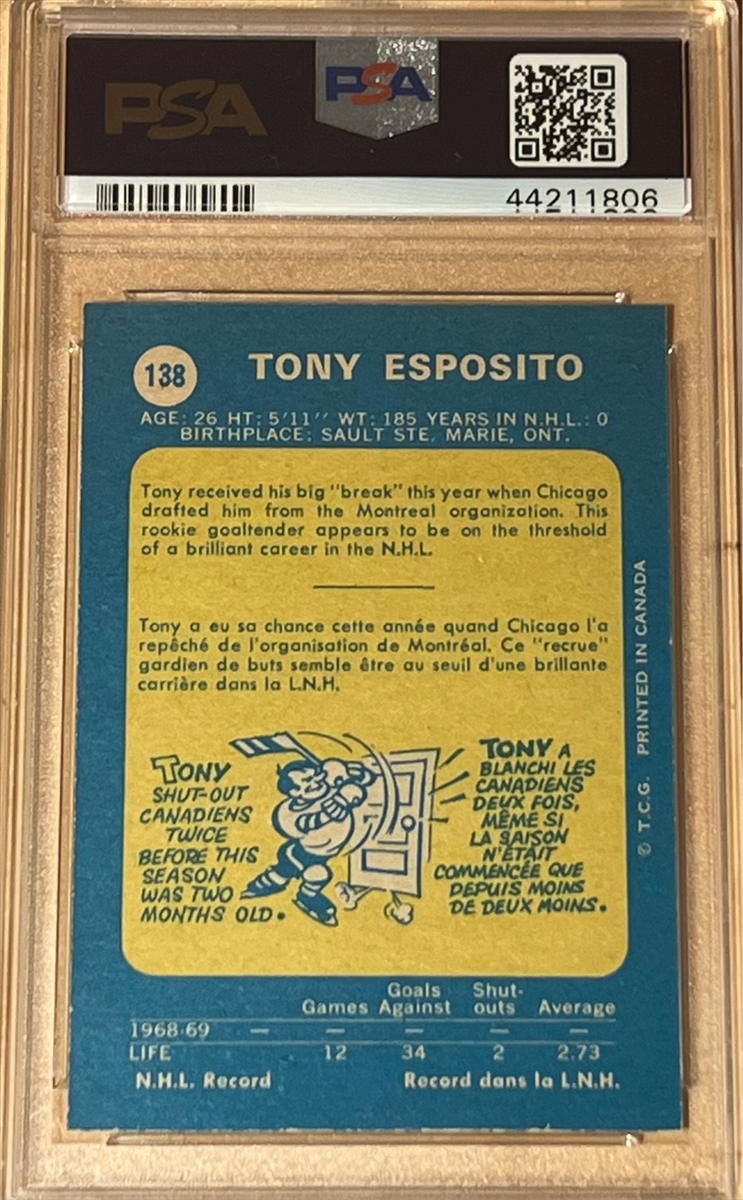 PSA
PSA
44211806
138
TONY ESPOSITO
AGE: 26 HT: 5'11'' WT: 185 YEARS IN N.H.L.: 0
BIRTHPLACE: SAULT STE. MARIE, ONT.
Tony received his big "break" this year when Chicago
drafted him from the Montreal organization. This
rookie goaltender appears to be on the threshold
of a brilliant career in the N.H.L.
Tony a eu sa chance cette année quand Chicago l'a
repêché de l'organisation de Montréal. Ce "recrue"
gardien de buts semble être au seuil d'une brillante
carrière dans la L.N.H.
TONY
SHUT-OUT
CANADIENS
TWICE
BEFORE THIS
SEASON
WAS TWO
MONTHS OLD.
TONY A
BLANCHI LES
CANADIENS
DEUX FOIS,
MÊME SI
LA SAISON
N'ÉTAIT
COMMENCÉE QUE
DEPUIS MOINS
DE DEUX MOINS.
© T.C.G. PRINTED IN CANADA
Games Goals Against Shut-outs Average
1968-69 — — — — —
LIFE 12 34 2 2.73
N.H.L. Record Record dans la L.N.H.